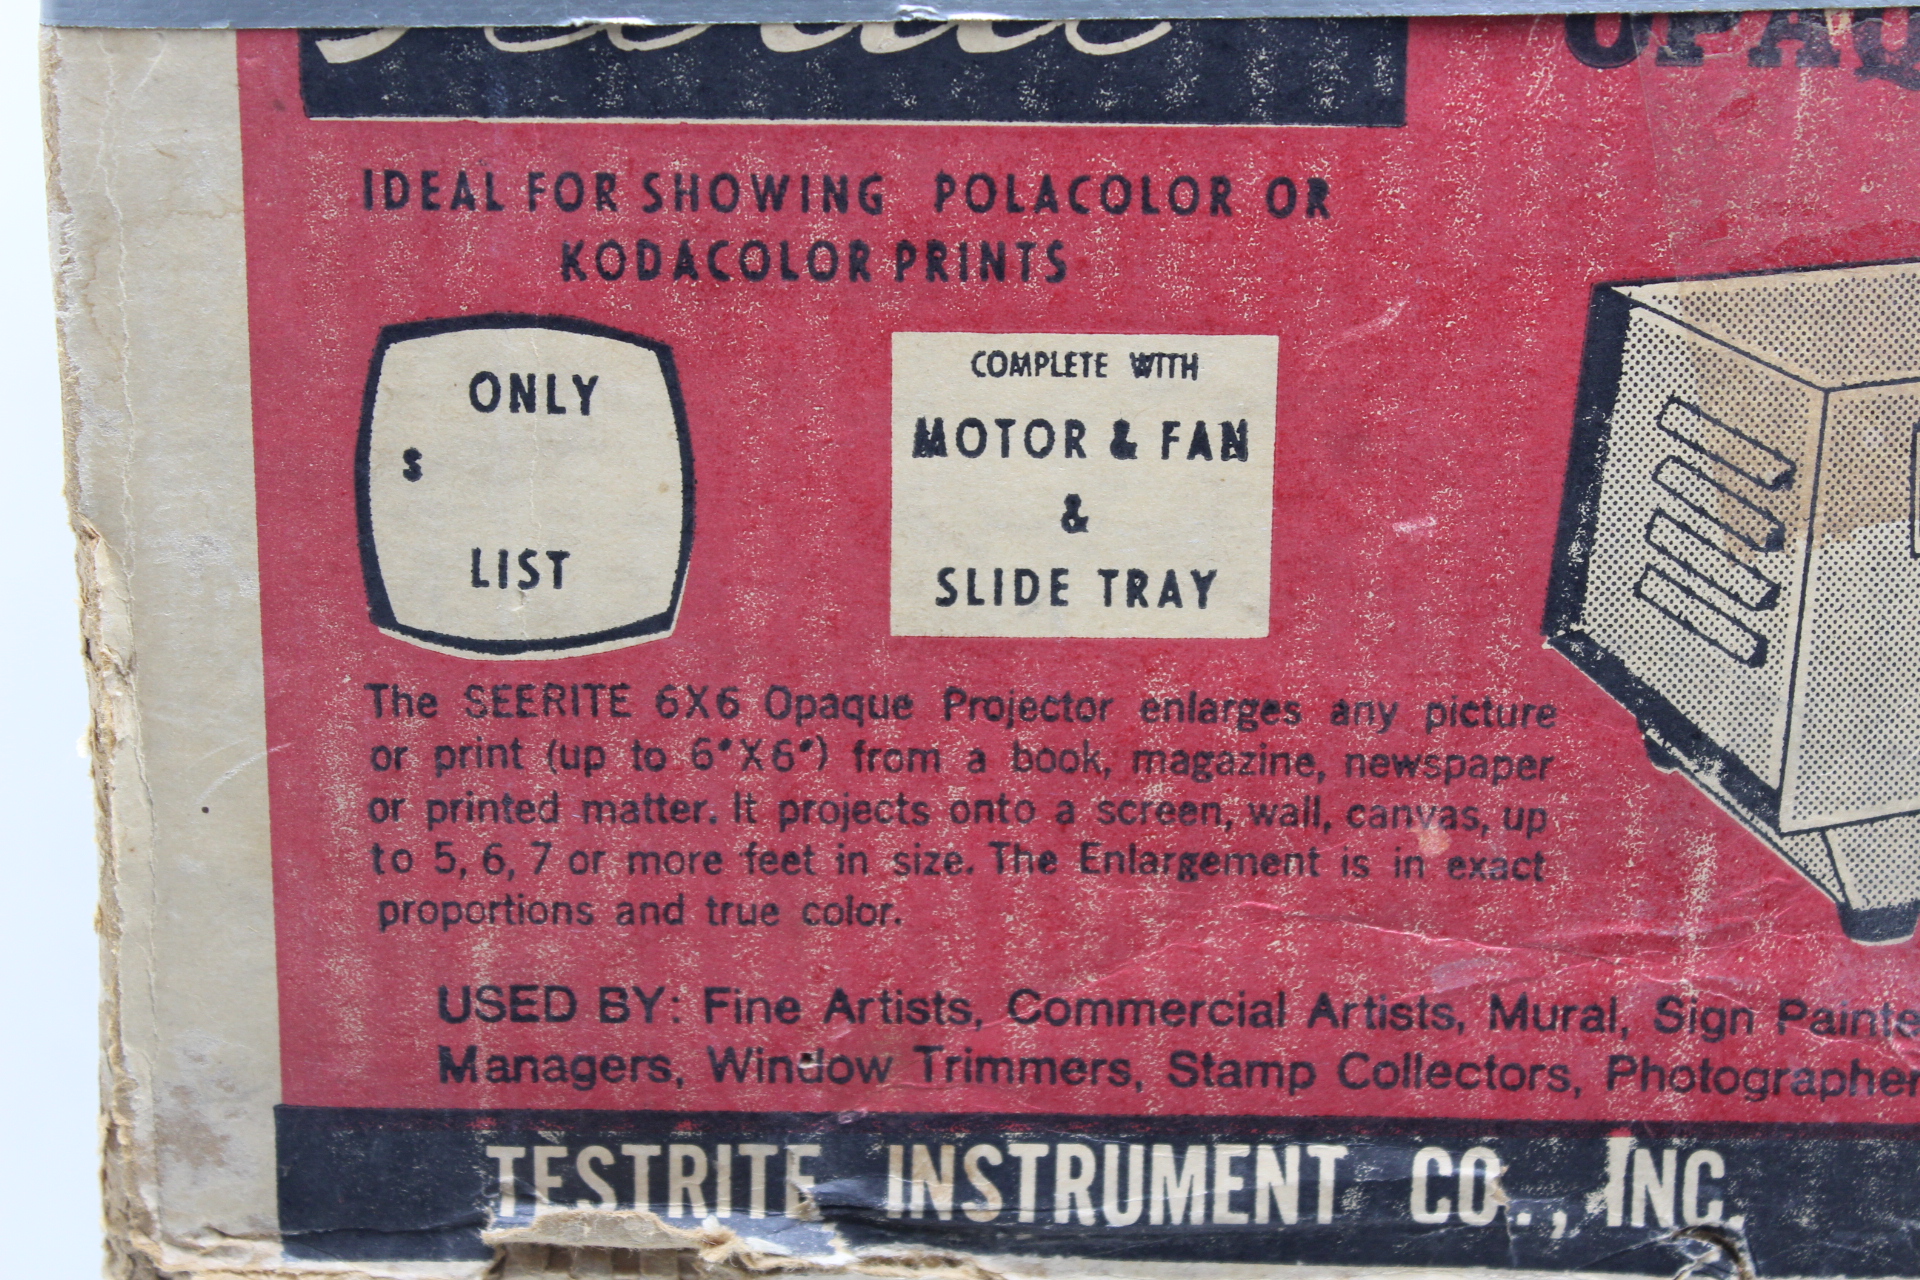 IDEAL FOR SHOWING POLACOLOR OR
KODACOLOR PRINTS
ONLY
$
LIST
COMPLETE WITH
MOTOR & FAN
&
SLIDE TRAY
The SEERITE 6X6 Opaque Projector enlarges any picture
or print (up to 6"X6") from a book, magazine, newspaper
or printed matter. It projects onto a screen, wall, canvas, up
to 5, 6, 7 or more feet in size. The Enlargement is in exact
proportions and true color.
USED BY: Fine Artists, Commercial Artists, Mural, Sign Painte
Managers, Window Trimmers, Stamp Collectors, Photographer
TESTRITE INSTRUMENT CO., INC.